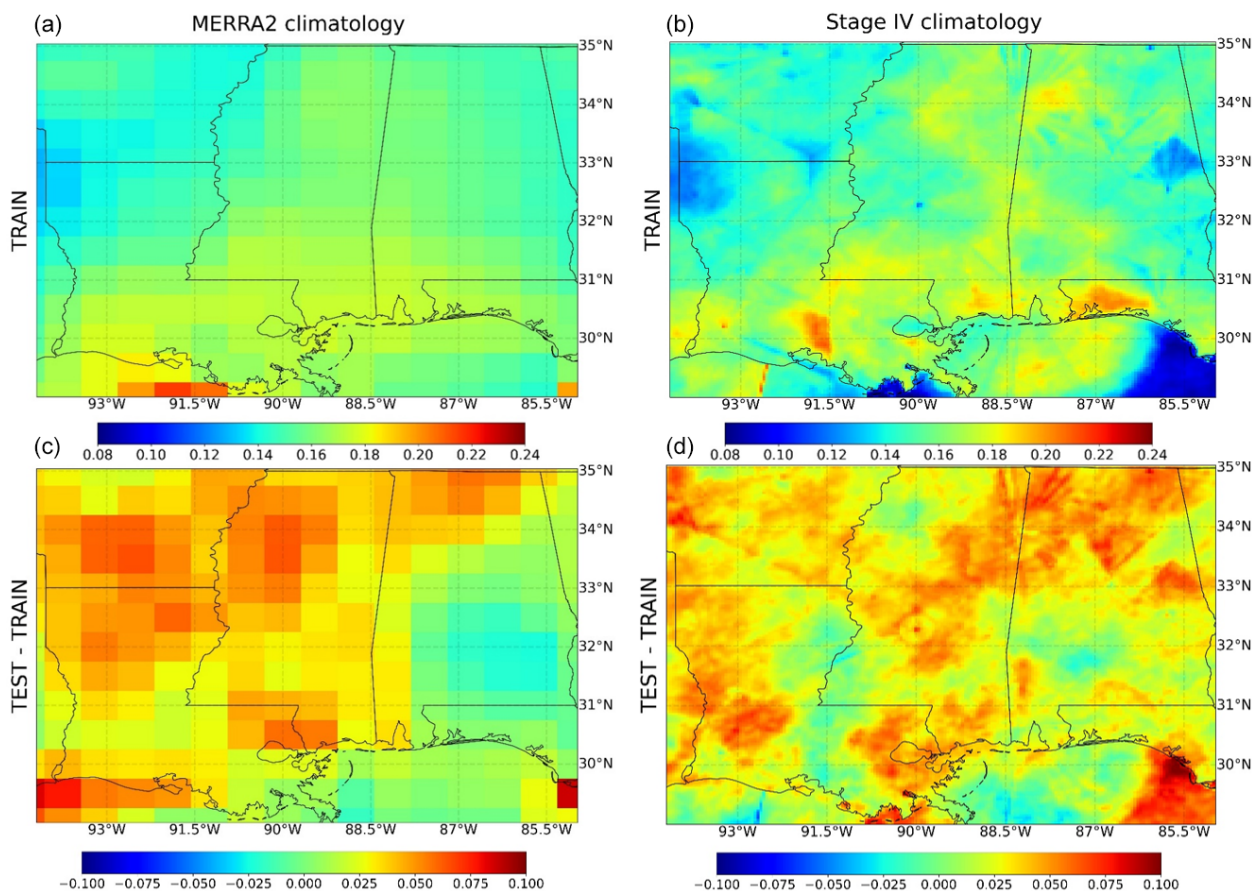 (a) MERRA2 climatology
(b) Stage IV climatology
TRAIN
35°N
34°N
33°N
32°N
31°N
30°N
93°W 91.5°W 90°W 88.5°W 87°W 85.5°W
0.08 0.10 0.12 0.14 0.16 0.18 0.20 0.22 0.24
TRAIN
35°N
34°N
33°N
32°N
31°N
30°N
93°W 91.5°W 90°W 88.5°W 87°W 85.5°W
0.08 0.10 0.12 0.14 0.16 0.18 0.20 0.22 0.24
(c)
TEST - TRAIN
35°N
34°N
33°N
32°N
31°N
30°N
93°W 91.5°W 90°W 88.5°W 87°W 85.5°W
−0.100 −0.075 −0.050 −0.025 0.000 0.025 0.050 0.075 0.100
(d)
TEST - TRAIN
35°N
34°N
33°N
32°N
31°N
30°N
93°W 91.5°W 90°W 88.5°W 87°W 85.5°W
−0.100 −0.075 −0.050 −0.025 0.000 0.025 0.050 0.075 0.100